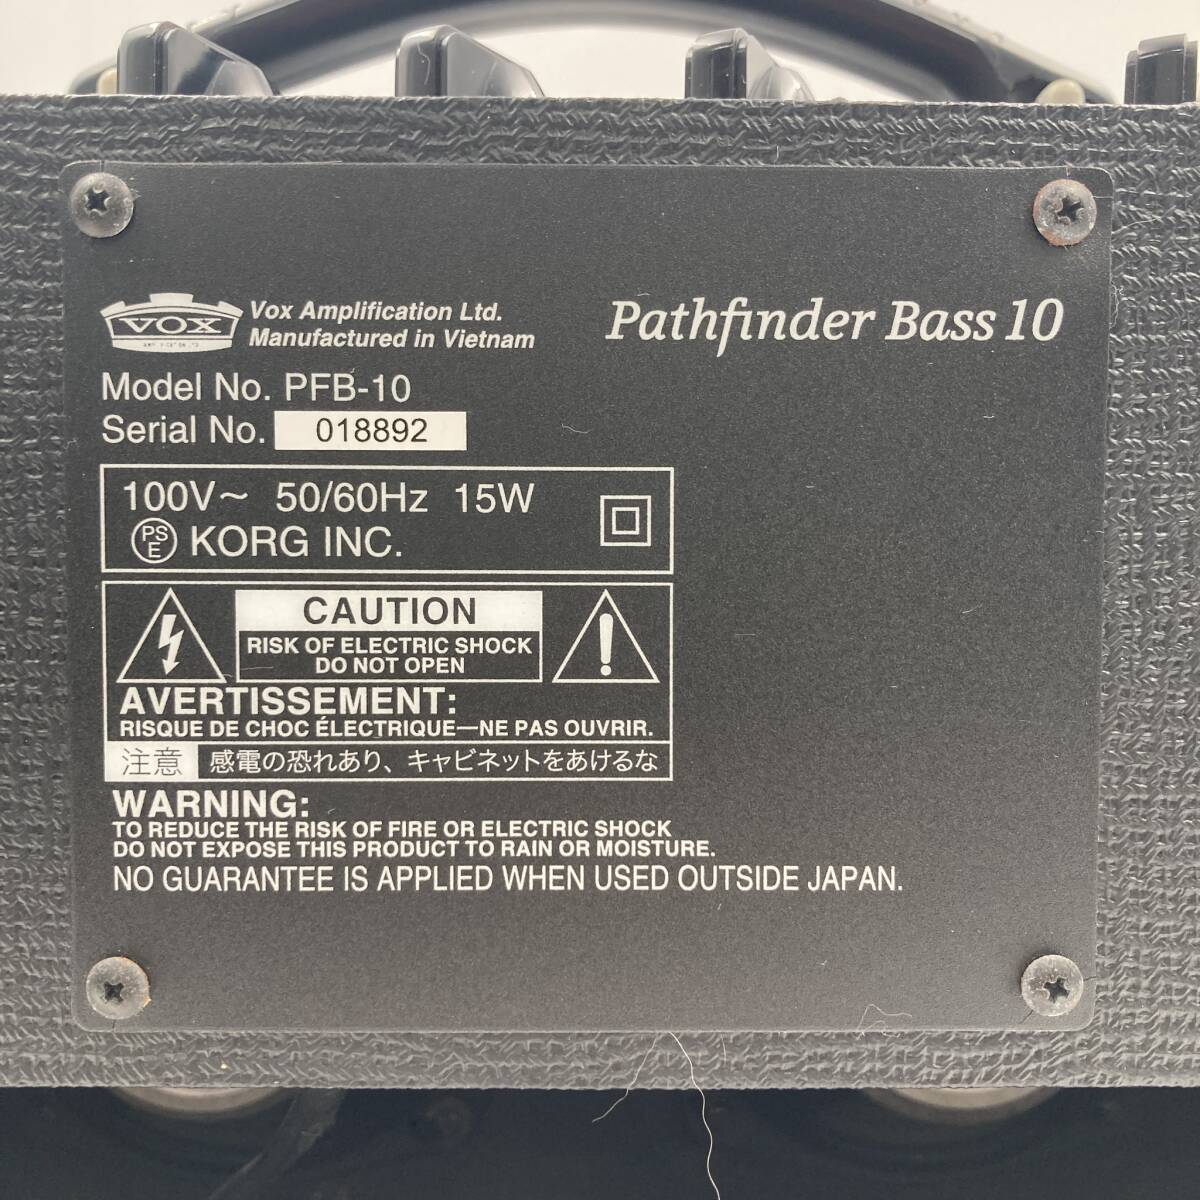 VOX
Vox Amplification Ltd.
Manufactured in Vietnam
Pathfinder Bass 10
Model No. PFB-10
Serial No. 018892
100V~ 50/60Hz 15W
PS
E
KORG INC.
CAUTION
RISK OF ELECTRIC SHOCK
DO NOT OPEN
AVERTISSEMENT:
RISQUE DE CHOC ÉLECTRIQUE—NE PAS OUVRIR.
注意 感電の恐れあり、キャビネットをあけるな
WARNING:
TO REDUCE THE RISK OF FIRE OR ELECTRIC SHOCK
DO NOT EXPOSE THIS PRODUCT TO RAIN OR MOISTURE.
NO GUARANTEE IS APPLIED WHEN USED OUTSIDE JAPAN.